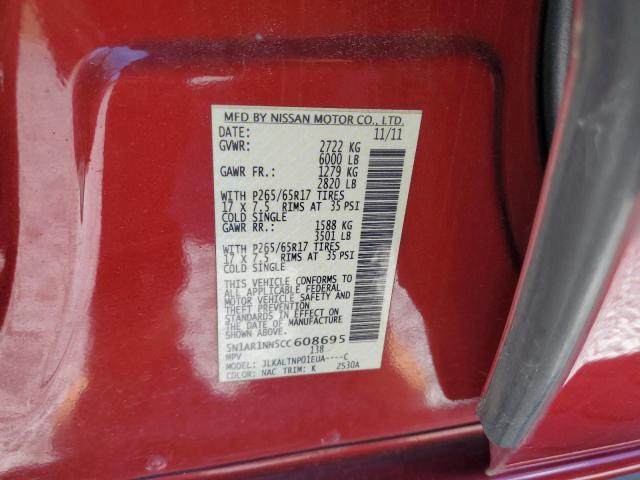 MFD BY NISSAN MOTOR CO., LTD.
DATE: 11/11
GVWR: 2722 KG
6000 LB
GAWR FR.: 1279 KG
2820 LB
WITH P265/65R17 TIRES
17 X 7.5 RIMS AT 35 PSI
COLD SINGLE
GAWR RR.: 1588 KG
3501 LB
WITH P265/65R17 TIRES
17 X 7.5 RIMS AT 35 PSI
COLD SINGLE
THIS VEHICLE CONFORMS TO
ALL APPLICABLE FEDERAL
MOTOR VEHICLE SAFETY AND
THEFT PREVENTION
STANDARDS IN EFFECT ON
THE DATE OF MANUFACTURE
SHOWN ABOVE.
5N1AR1NN5CC608695
MPV 138
MODEL: JLKALTNP01EUA----C
COLOR: NAC TRIM: K 2S30A